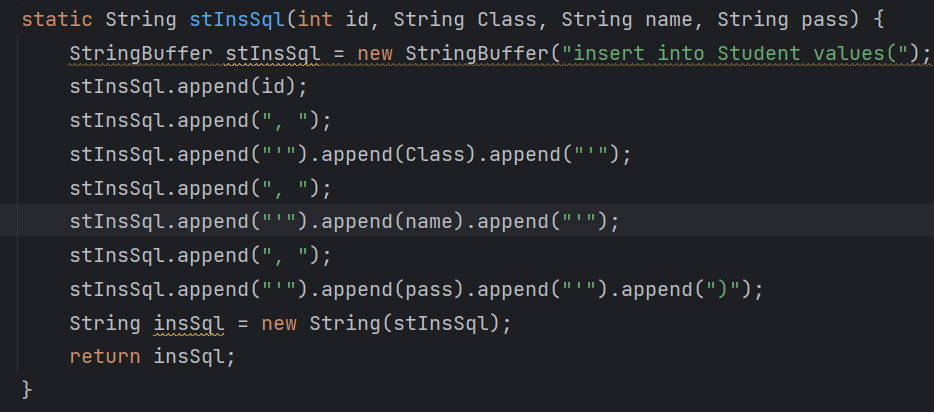 static String stInsSql(int id, String Class, String name, String pass) {
StringBuffer stInsSql = new StringBuffer("insert into Student values(");
stInsSql.append(id);
stInsSql.append(", ");
stInsSql.append("'").append(Class).append("'");
stInsSql.append(", ");
stInsSql.append("'").append(name).append("'");
stInsSql.append(", ");
stInsSql.append("'").append(pass).append("'").append(")");
String insSql = new String(stInsSql);
return insSql;
}